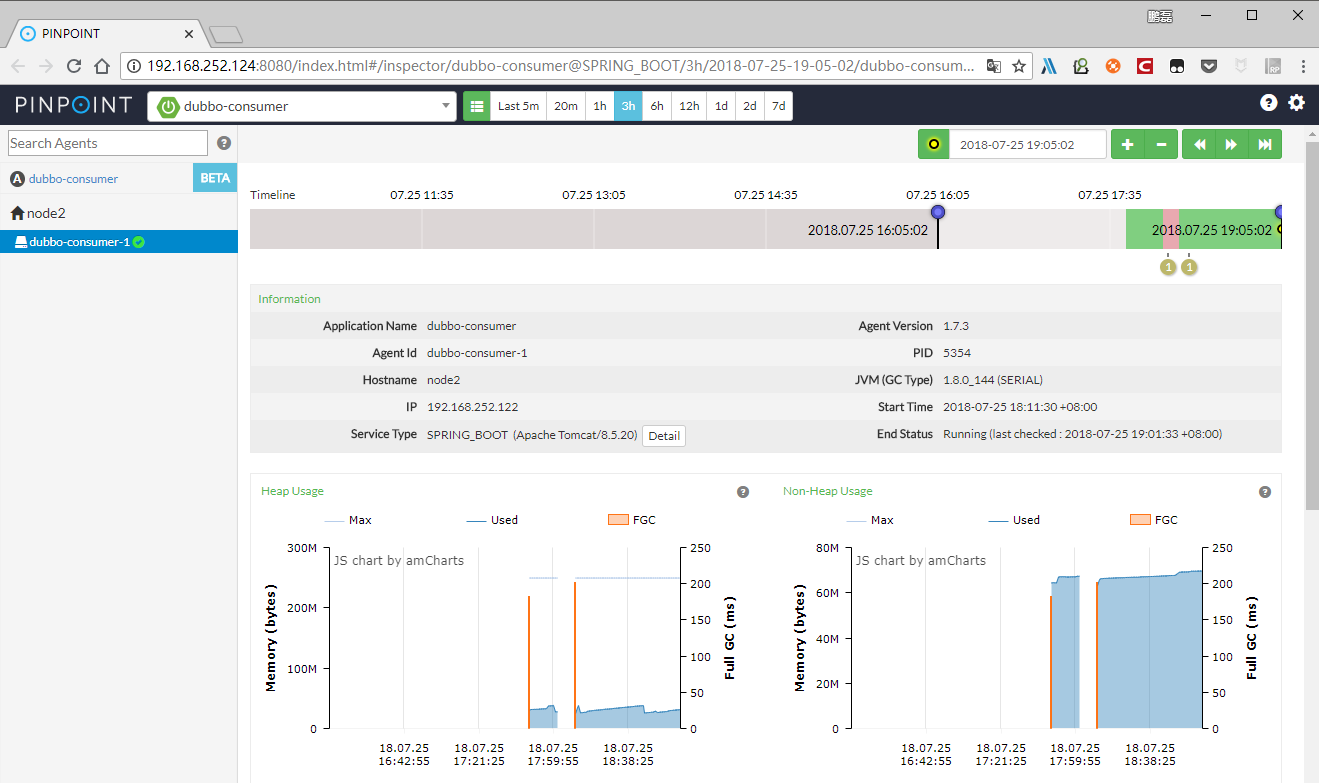 鹏磊
PINPOINT
192.168.252.124:8080/index.html#/inspector/dubbo-consumer@SPRING_BOOT/3h/2018-07-25-19-05-02/dubbo-consum...
PINPOINT dubbo-consumer Last 5m 20m 1h 3h 6h 12h 1d 2d 7d
Search Agents
2018-07-25 19:05:02
A dubbo-consumer BETA
node2
dubbo-consumer-1
Timeline 07.25 11:35 07.25 13:05 07.25 14:35 07.25 16:05 07.25 17:35
2018.07.25 16:05:02 2018.07.25 19:05:02
1 1
Information
Application Name dubbo-consumer Agent Version 1.7.3
Agent Id dubbo-consumer-1 PID 5354
Hostname node2 JVM (GC Type) 1.8.0_144 (SERIAL)
IP 192.168.252.122 Start Time 2018-07-25 18:11:30 +08:00
Service Type SPRING_BOOT (Apache Tomcat/8.5.20) Detail End Status Running (last checked : 2018-07-25 19:01:33 +08:00)
Heap Usage
Max Used FGC
JS chart by amCharts
Memory (bytes)
300M
200M
100M
0
Full GC (ms)
250
200
150
100
50
0
18.07.25 18.07.25 18.07.25 18.07.25
16:42:55 17:21:25 17:59:55 18:38:25
Non-Heap Usage
Max Used FGC
JS chart by amCharts
Memory (bytes)
80M
60M
40M
20M
0
Full GC (ms)
250
200
150
100
50
0
18.07.25 18.07.25 18.07.25 18.07.25
16:42:55 17:21:25 17:59:55 18:38:25